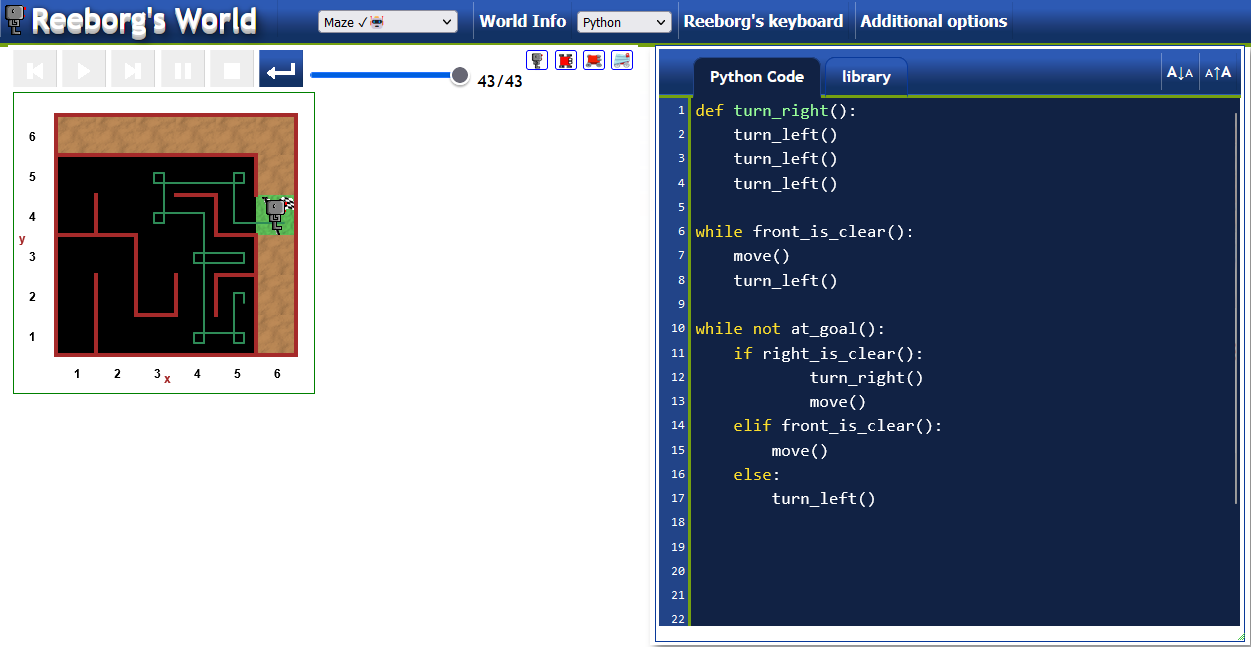 Reeborg's World
Maze ✓ 🤖
World Info
Python
Reeborg's keyboard
Additional options
43/43
Python Code
library
A↓A
A↑A
6
5
4
y
3
2
1
1 2 3 x 4 5 6
1 def turn_right():
2     turn_left()
3     turn_left()
4     turn_left()
5
6 while front_is_clear():
7     move()
8     turn_left()
9
10 while not at_goal():
11     if right_is_clear():
12             turn_right()
13             move()
14     elif front_is_clear():
15         move()
16     else:
17         turn_left()
18
19
20
21
22